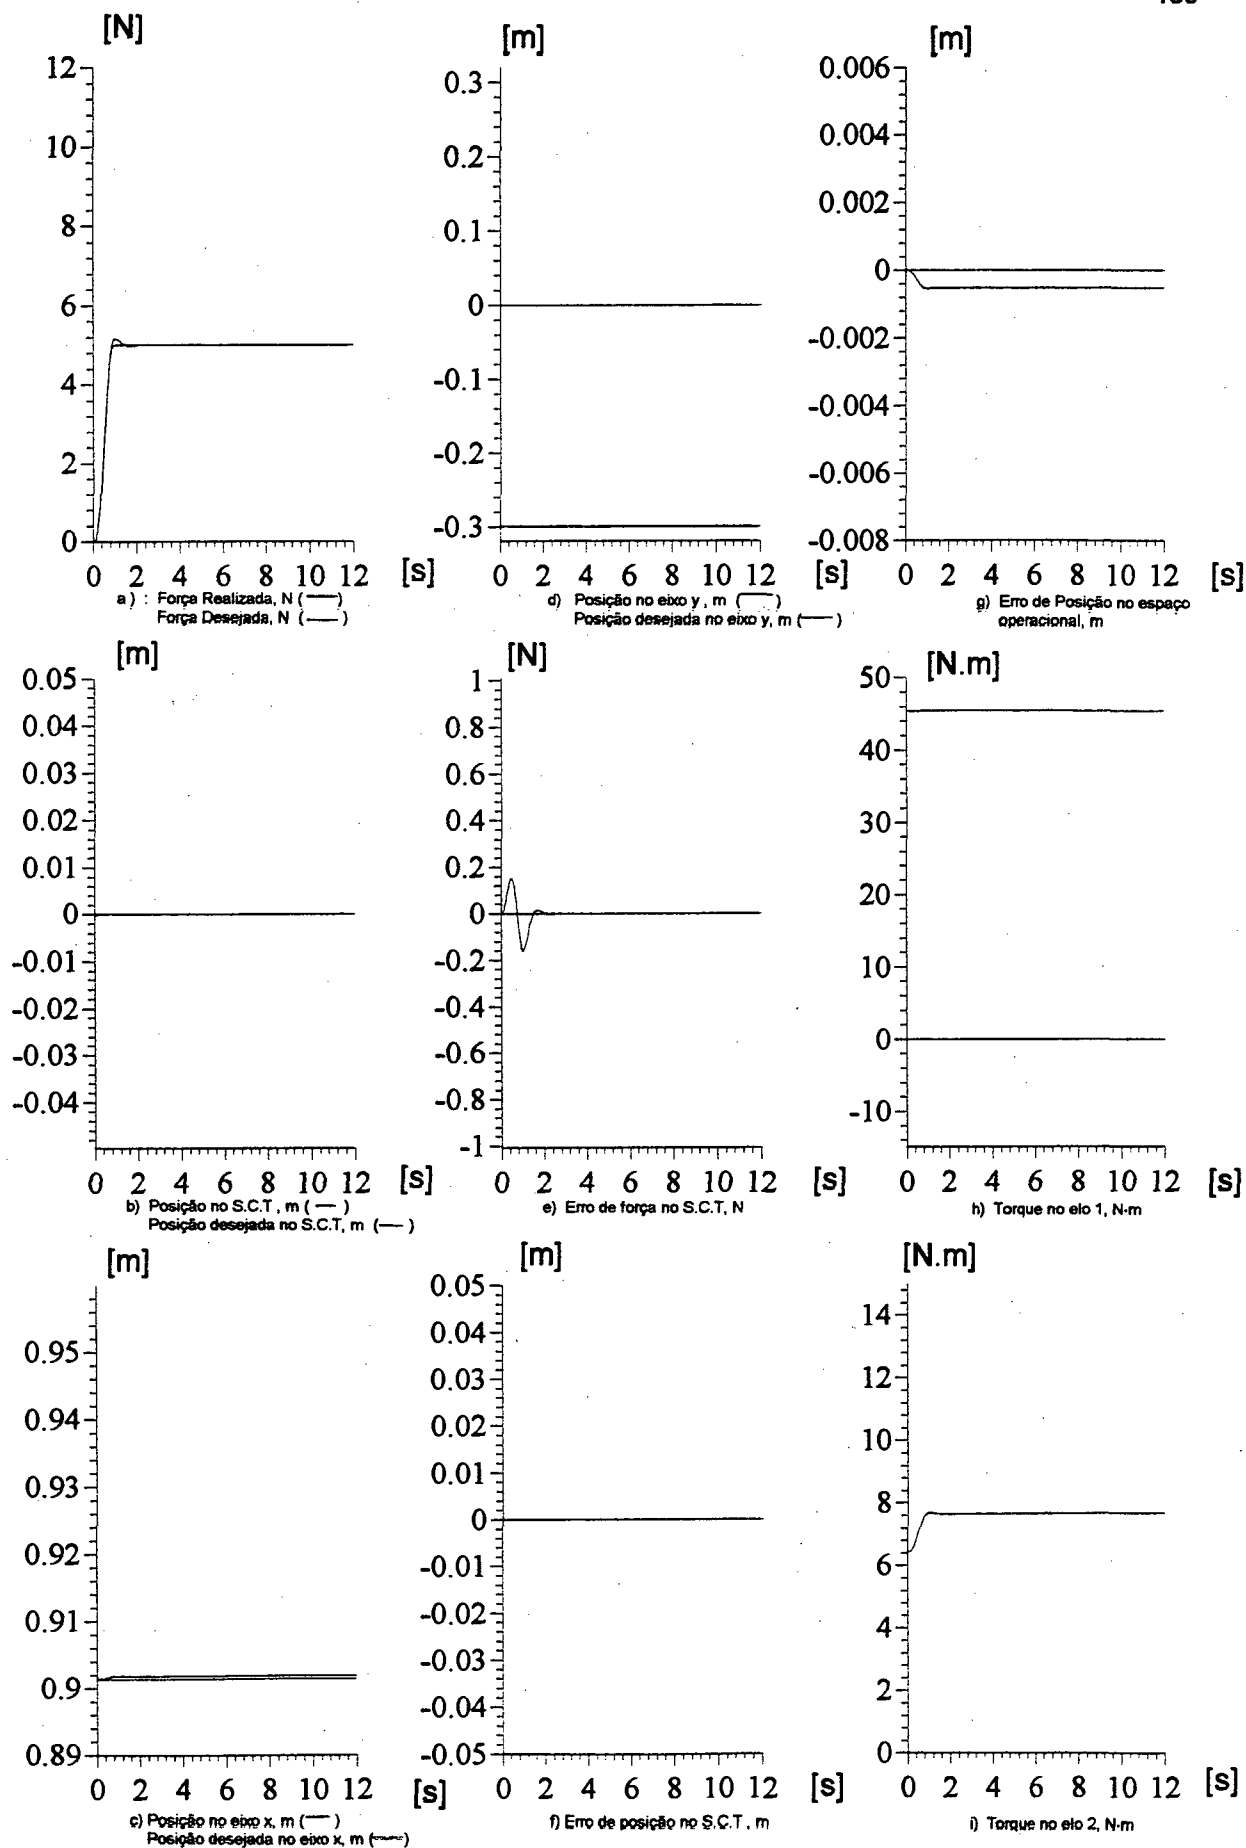 [N]
12
10
8
6
4
2
0
0 2 4 6 8 10 12 [s]
a) : Força Realizada, N ( )
Força Desejada, N ( )
[m]
0.3
0.2
0.1
0
-0.1
-0.2
-0.3
0 2 4 6 8 10 12 [s]
d) Posição no eixo y , m ( )
Posição desejada no eixo y, m ( )
[m]
0.006
0.004
0.002
0
-0.002
-0.004
-0.006
-0.008
0 2 4 6 8 10 12 [s]
g) Erro de Posição no espaço
operacional, m
[m]
0.05
0.04
0.03
0.02
0.01
0
-0.01
-0.02
-0.03
-0.04
0 2 4 6 8 10 12 [s]
b) Posição no S.C.T , m ( )
Posição desejada no S.C.T, m ( )
[N]
1
0.8
0.6
0.4
0.2
0
-0.2
-0.4
-0.6
-0.8
-1
0 2 4 6 8 10 12 [s]
e) Erro de força no S.C.T, N
[N.m]
50
40
30
20
10
0
-10
0 2 4 6 8 10 12 [s]
h) Torque no elo 1, N-m
[m]
0.95
0.94
0.93
0.92
0.91
0.9
0.89
0 2 4 6 8 10 12 [s]
c) Posição no eixo x, m ( )
Posição desejada no eixo x, m ( )
[m]
0.05
0.04
0.03
0.02
0.01
0
-0.01
-0.02
-0.03
-0.04
-0.05
0 2 4 6 8 10 12 [s]
f) Erro de posição no S.C.T , m
[N.m]
14
12
10
8
6
4
2
0
0 2 4 6 8 10 12 [s]
i) Torque no elo 2, N-m